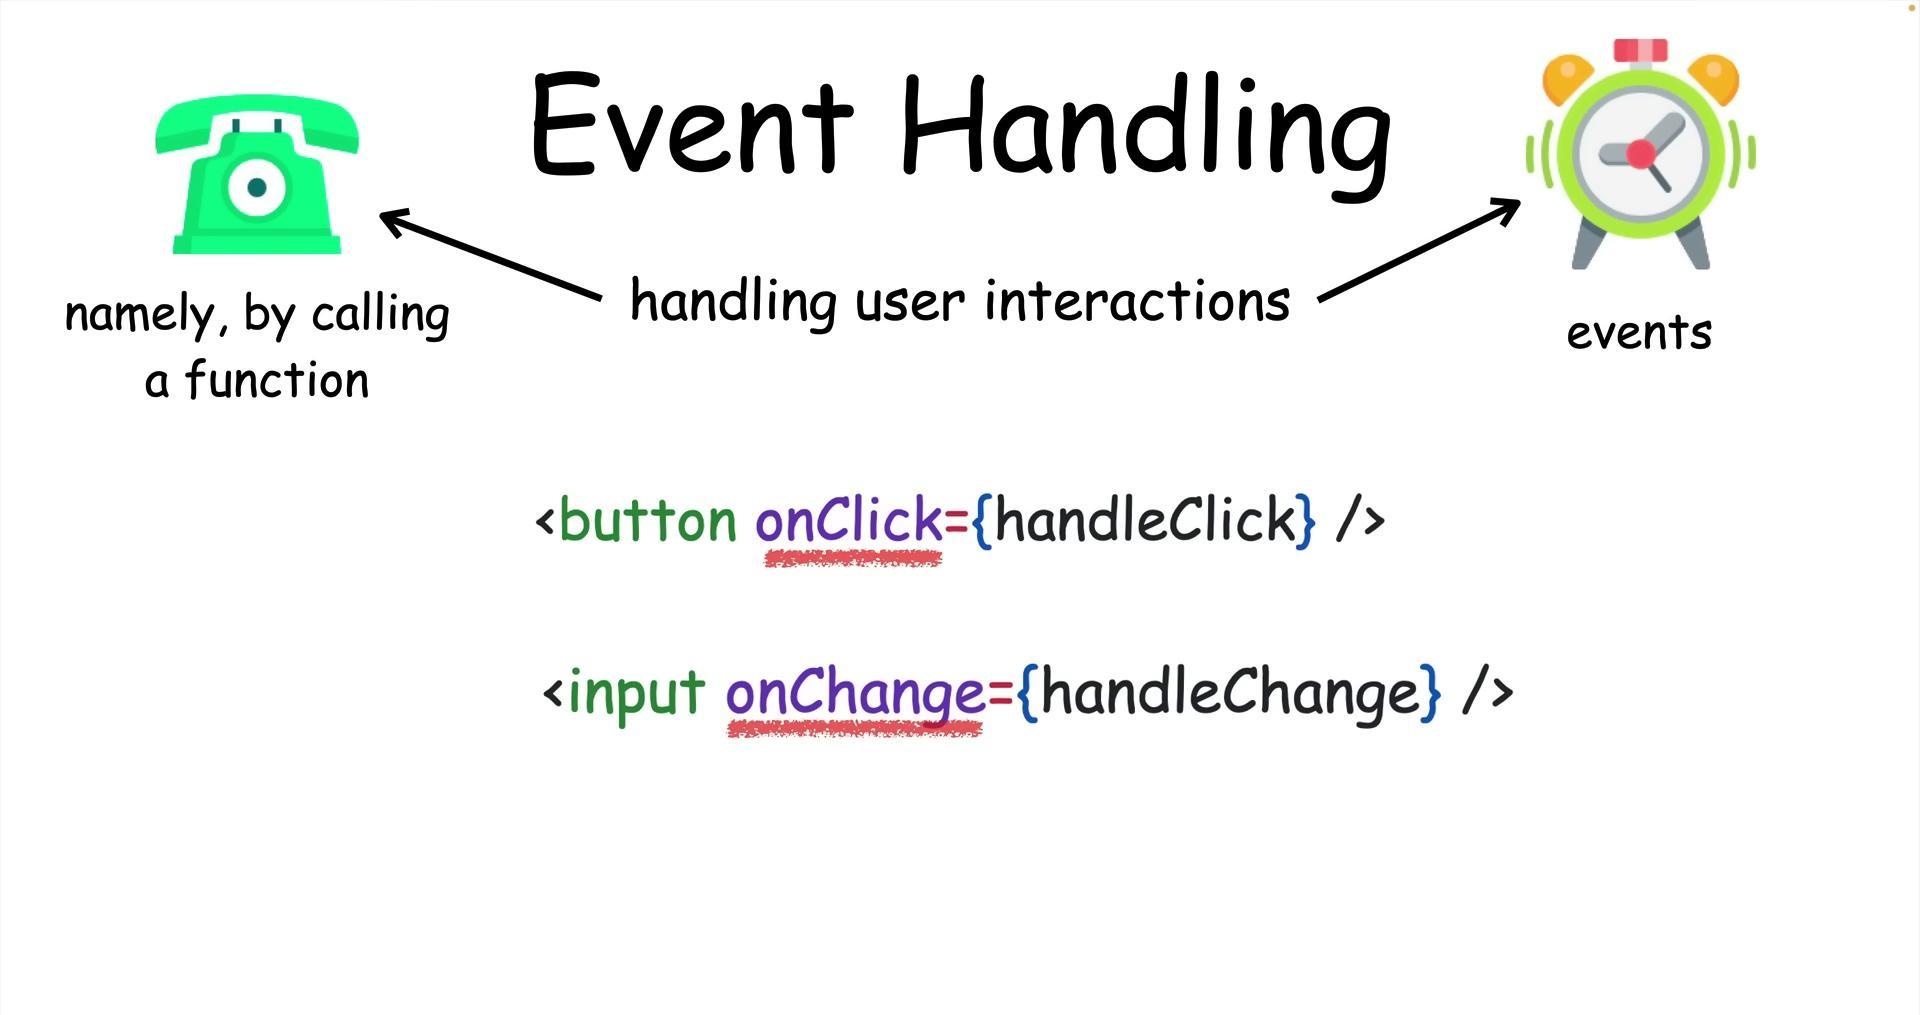 Event Handling
handling user interactions
namely, by calling
a function
events
<button onClick={handleClick} />
<input onChange={handleChange} />